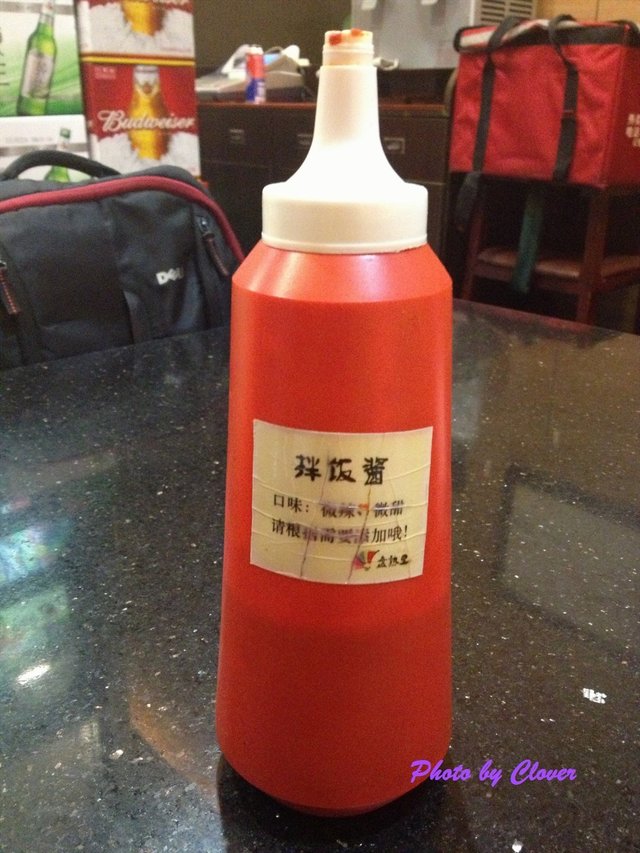 Budweiser
DELL
拌饭酱
口味：微辣、微甜
请根据需要添加哦！
Photo by Clover